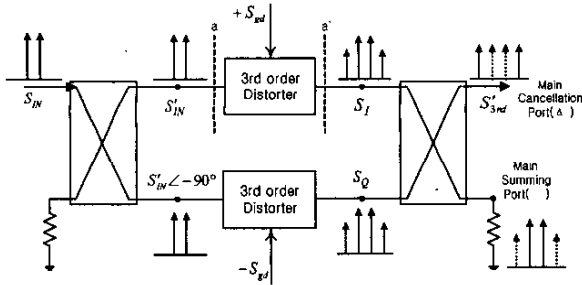 +S_gd
a
a'
3rd order
Distorter
S_IN
S'_IN
S_I
S'_3rd
Main
Cancellation
Port(Δ )
S'_IN∠−90°
3rd order
Distorter
S_Q
Main
Summing
Port( )
−S_gd